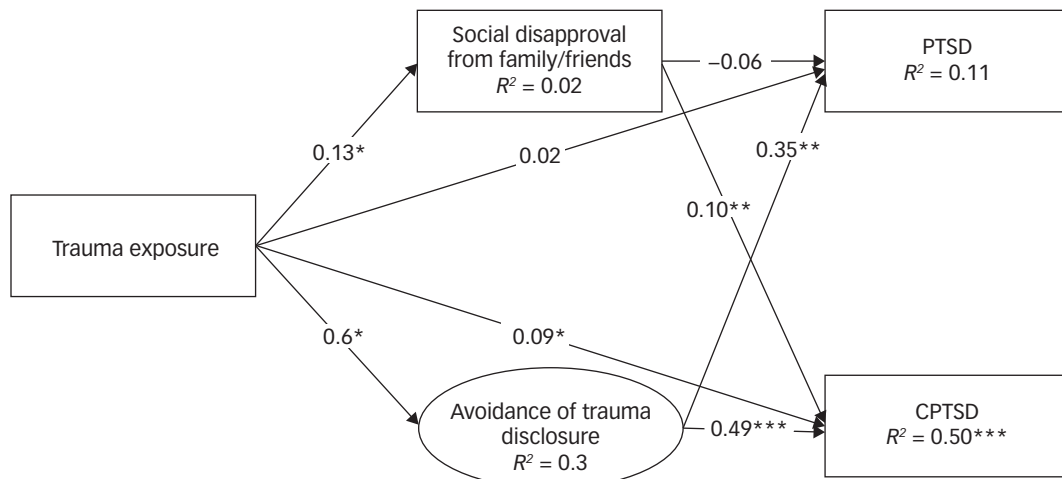 Social disapproval
from family/friends
R² = 0.02
–0.06
PTSD
R² = 0.11
0.13*
0.02
0.35**
Trauma exposure
0.10**
0.6*
0.09*
Avoidance of trauma
disclosure
R² = 0.3
0.49***
CPTSD
R² = 0.50***